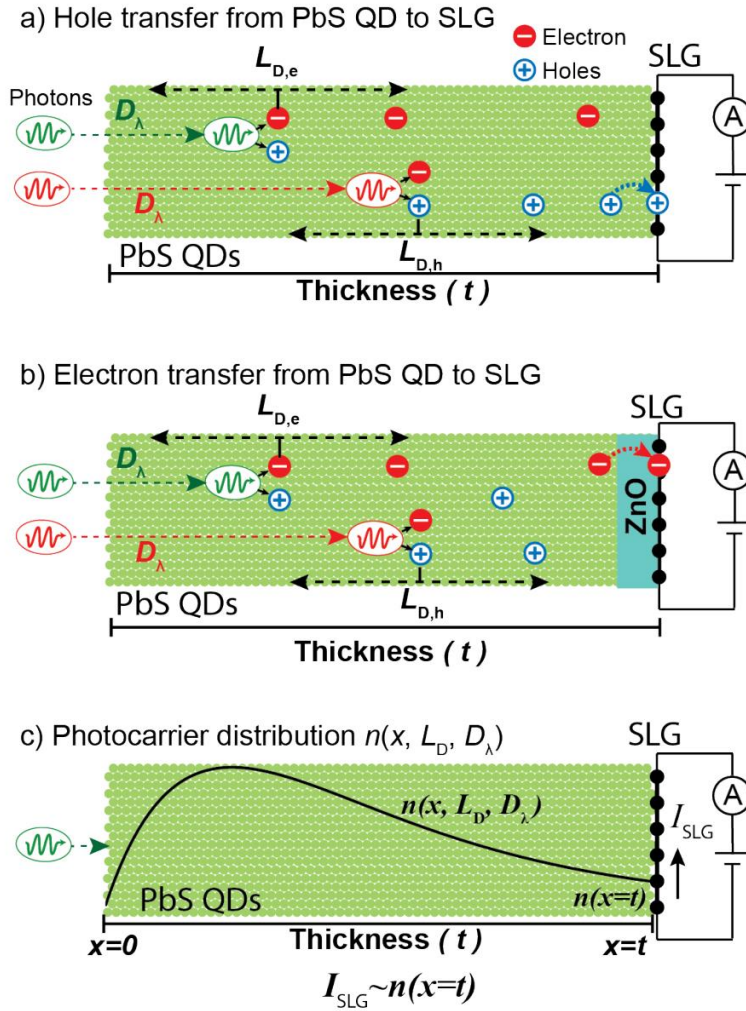 a) Hole transfer from PbS QD to SLG
Electron
Holes
SLG
L_D,e
Photons
D_λ
D_λ
A
PbS QDs
L_D,h
Thickness ( t )
b) Electron transfer from PbS QD to SLG
SLG
L_D,e
D_λ
D_λ
ZnO
A
PbS QDs
L_D,h
Thickness ( t )
c) Photocarrier distribution n(x, L_D, D_λ)
SLG
A
n(x, L_D, D_λ)
I_SLG
PbS QDs
n(x=t)
x=0
Thickness ( t )
x=t
I_SLG~n(x=t)